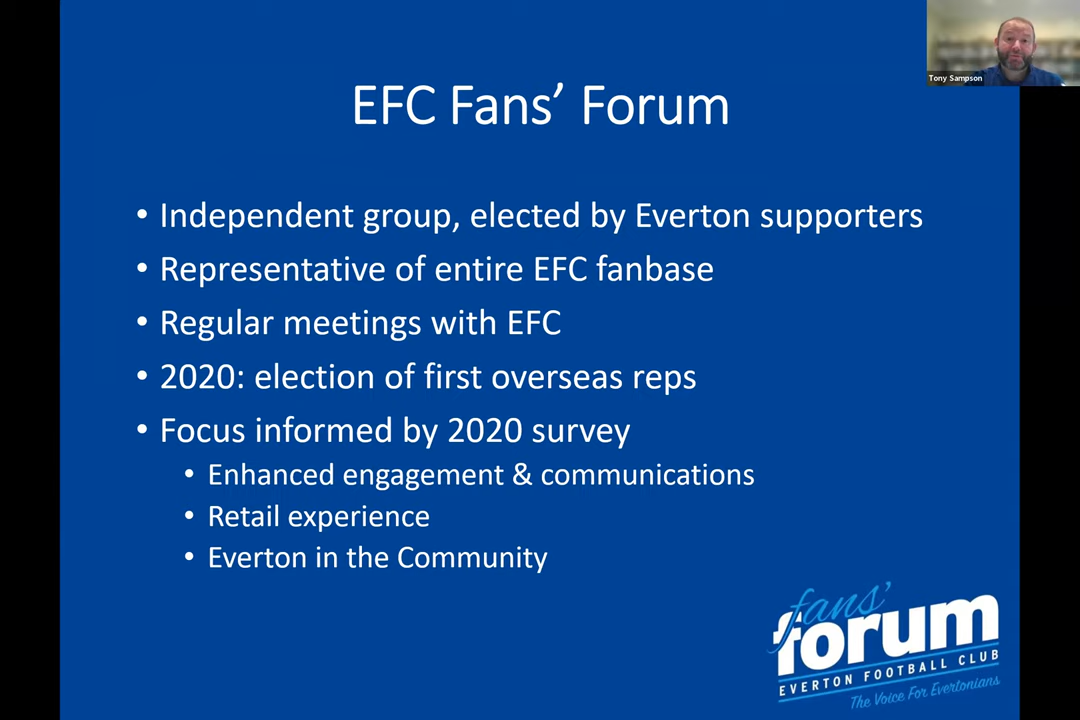 Tony Sampson
EFC Fans’ Forum
• Independent group, elected by Everton supporters
• Representative of entire EFC fanbase
• Regular meetings with EFC
• 2020: election of first overseas reps
• Focus informed by 2020 survey
• Enhanced engagement & communications
• Retail experience
• Everton in the Community
fans’
forum
EVERTON FOOTBALL CLUB
The Voice For Evertonians